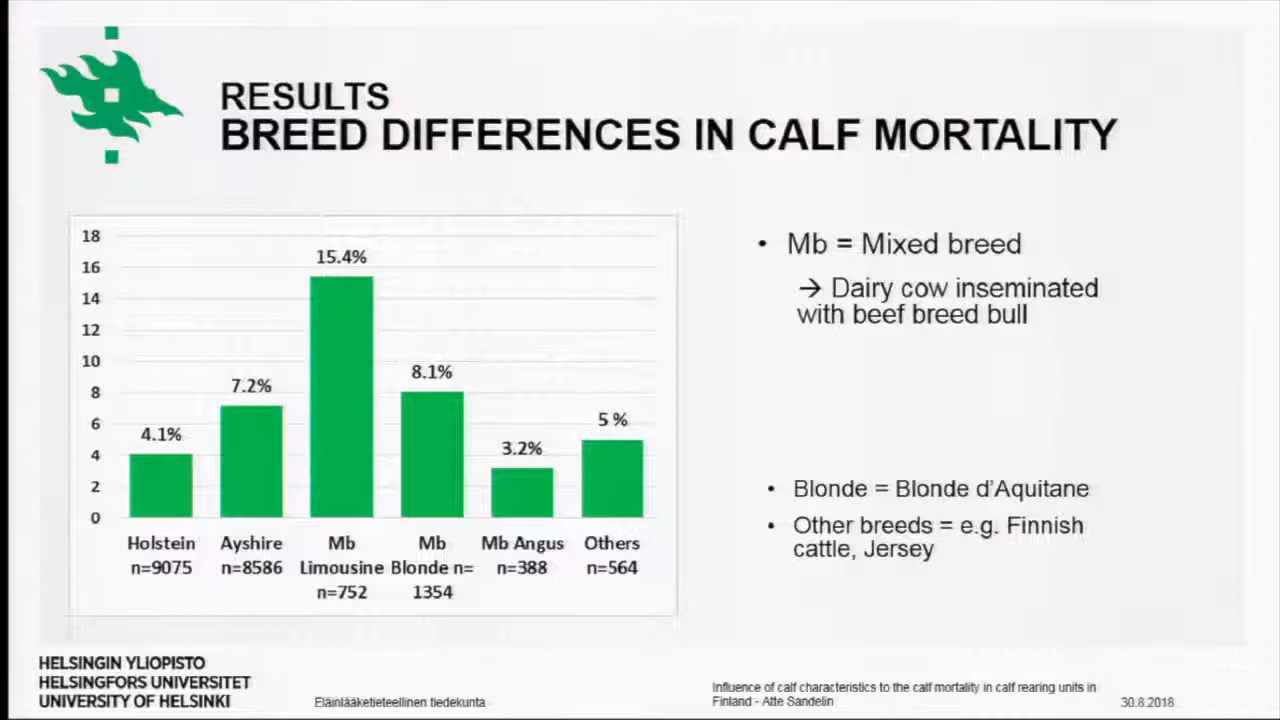 RESULTS
BREED DIFFERENCES IN CALF MORTALITY
18
16
14
12
10
8
6
4
2
0
4.1%
7.2%
15.4%
8.1%
3.2%
5 %
Holstein
n=9075
Ayshire
n=8586
Mb
Limousine
n=752
Mb
Blonde n=
1354
Mb Angus
n=388
Others
n=564
• Mb = Mixed breed
→ Dairy cow inseminated
with beef breed bull
• Blonde = Blonde d'Aquitane
• Other breeds = e.g. Finnish
cattle, Jersey
HELSINGIN YLIOPISTO
HELSINGFORS UNIVERSITET
UNIVERSITY OF HELSINKI
Eläinlääketieteellinen tiedekunta
Influence of calf characteristics to the calf mortality in calf rearing units in
Finland - Atte Sandelin
30.8.2018